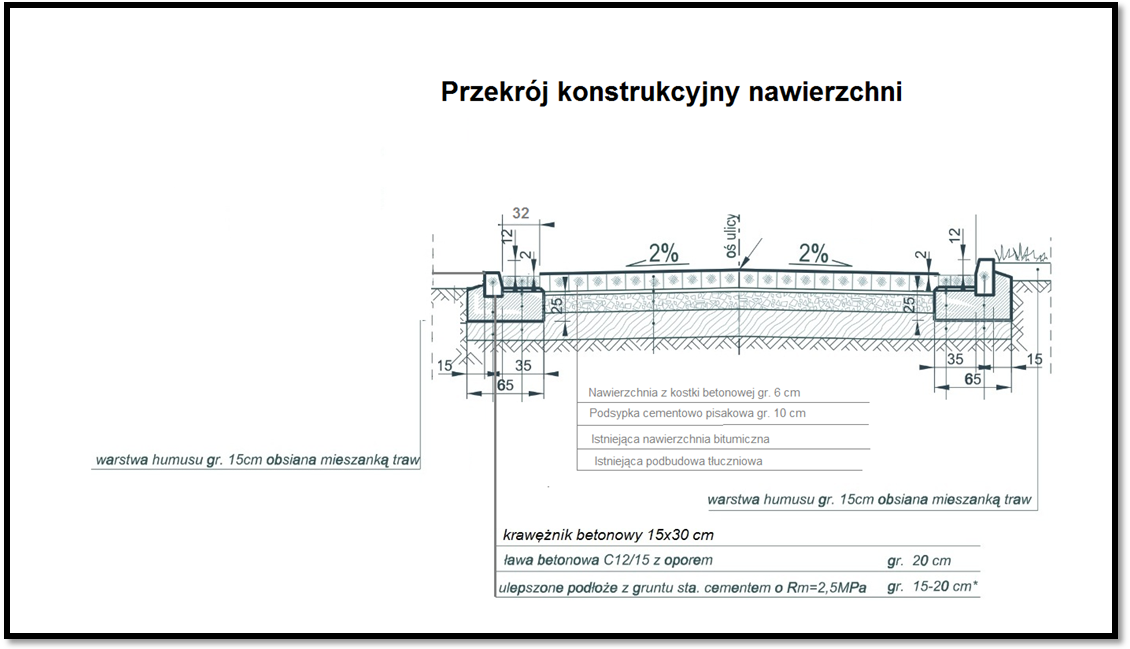 Przekrój konstrukcyjny nawierzchni
32
12
2
2%
oś ulicy
2%
2
12
25
25
15
35
65
35
15
65
Nawierzchnia z kostki betonowej gr. 6 cm
Podsypka cementowo pisakowa gr. 10 cm
Istniejąca nawierzchnia bitumiczna
Istniejąca podbudowa tłuczniowa
warstwa humusu gr. 15cm obsiana mieszanką traw
warstwa humusu gr. 15cm obsiana mieszanką traw
krawężnik betonowy 15x30 cm
ława betonowa C12/15 z oporem gr. 20 cm
ulepszone podłoże z gruntu sta. cementem o Rm=2,5MPa gr. 15-20 cm*